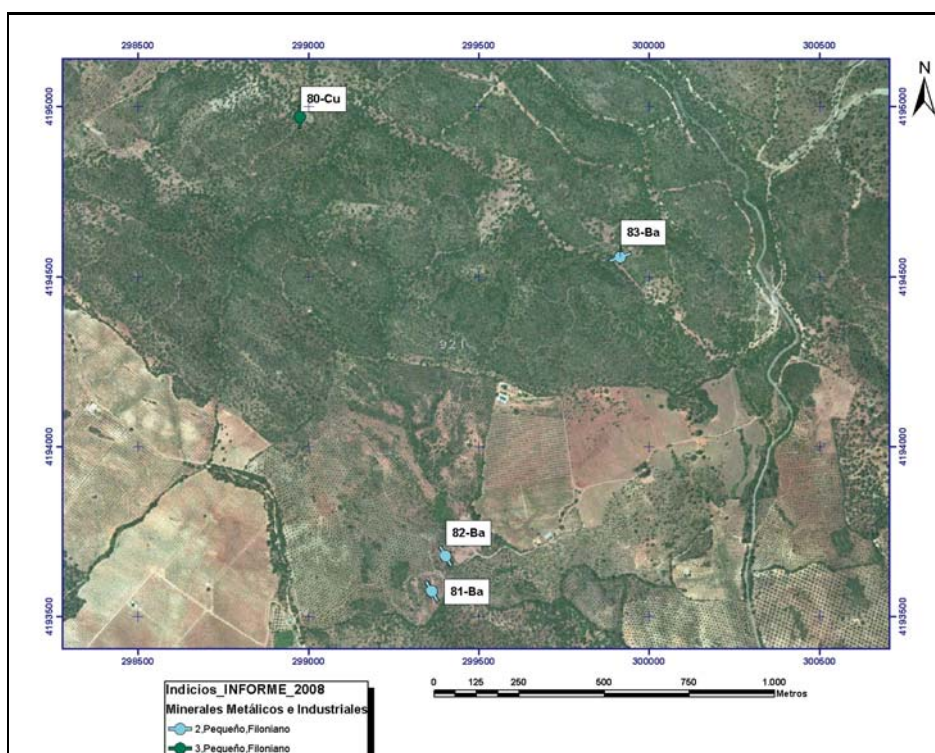 298500 299000 299500 300000 300500
N
4195000 4195000
80-Cu
83-Ba
4194500 4194500
921
4194000 4194000
82-Ba
81-Ba
4193500 4193500
298500 299000 299500 300000 300500
Indicios_INFORME_2008
Minerales Metálicos e Industriales
2,Pequeño,Filoniano
3,Pequeño,Filoniano
0 125 250 500 750 1.000
Metros